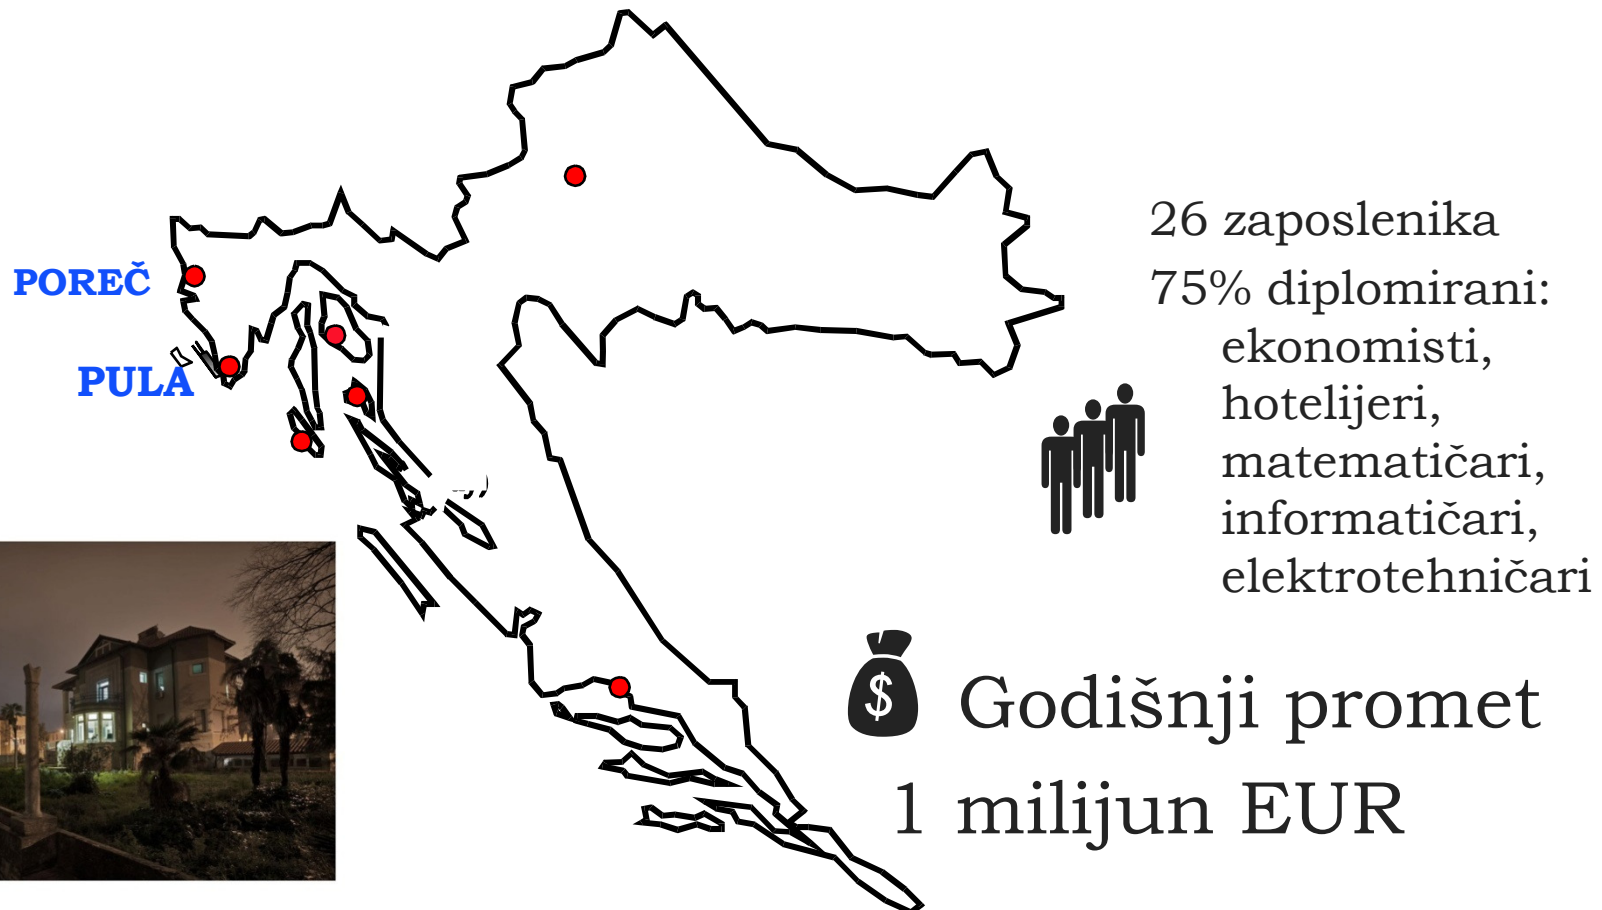 POREČ
PULA
26 zaposlenika
75% diplomirani:
ekonomisti,
hotelijeri,
matematičari,
informatičari,
elektrotehničari
$
Godišnji promet
1 milijun EUR